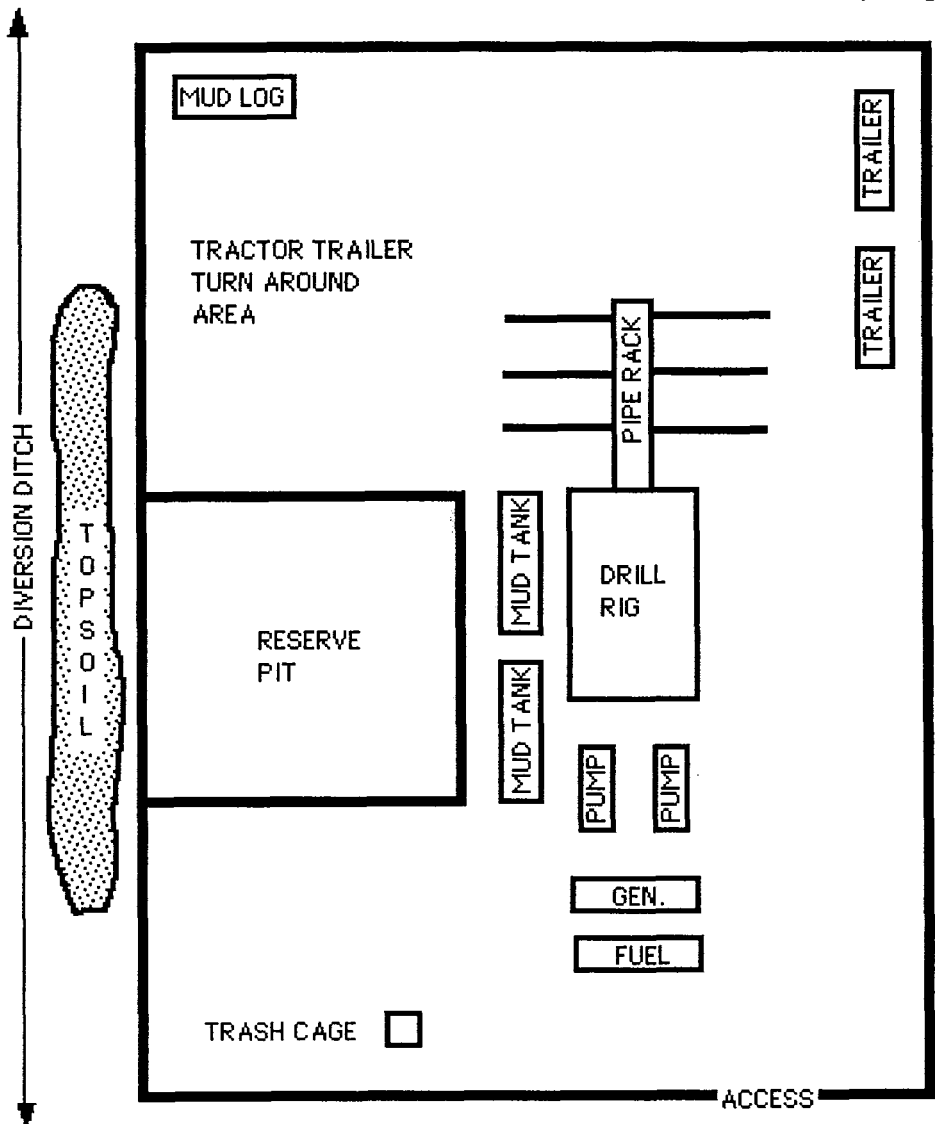 MUD LOG
TRAILER
TRACTOR TRAILER
TURN AROUND
AREA
TRAILER
PIPE RACK
DIVERSION DITCH
TOPSOIL
MUD TANK
DRILL
RIG
RESERVE
PIT
MUD TANK
PUMP
PUMP
GEN.
FUEL
TRASH CAGE
ACCESS